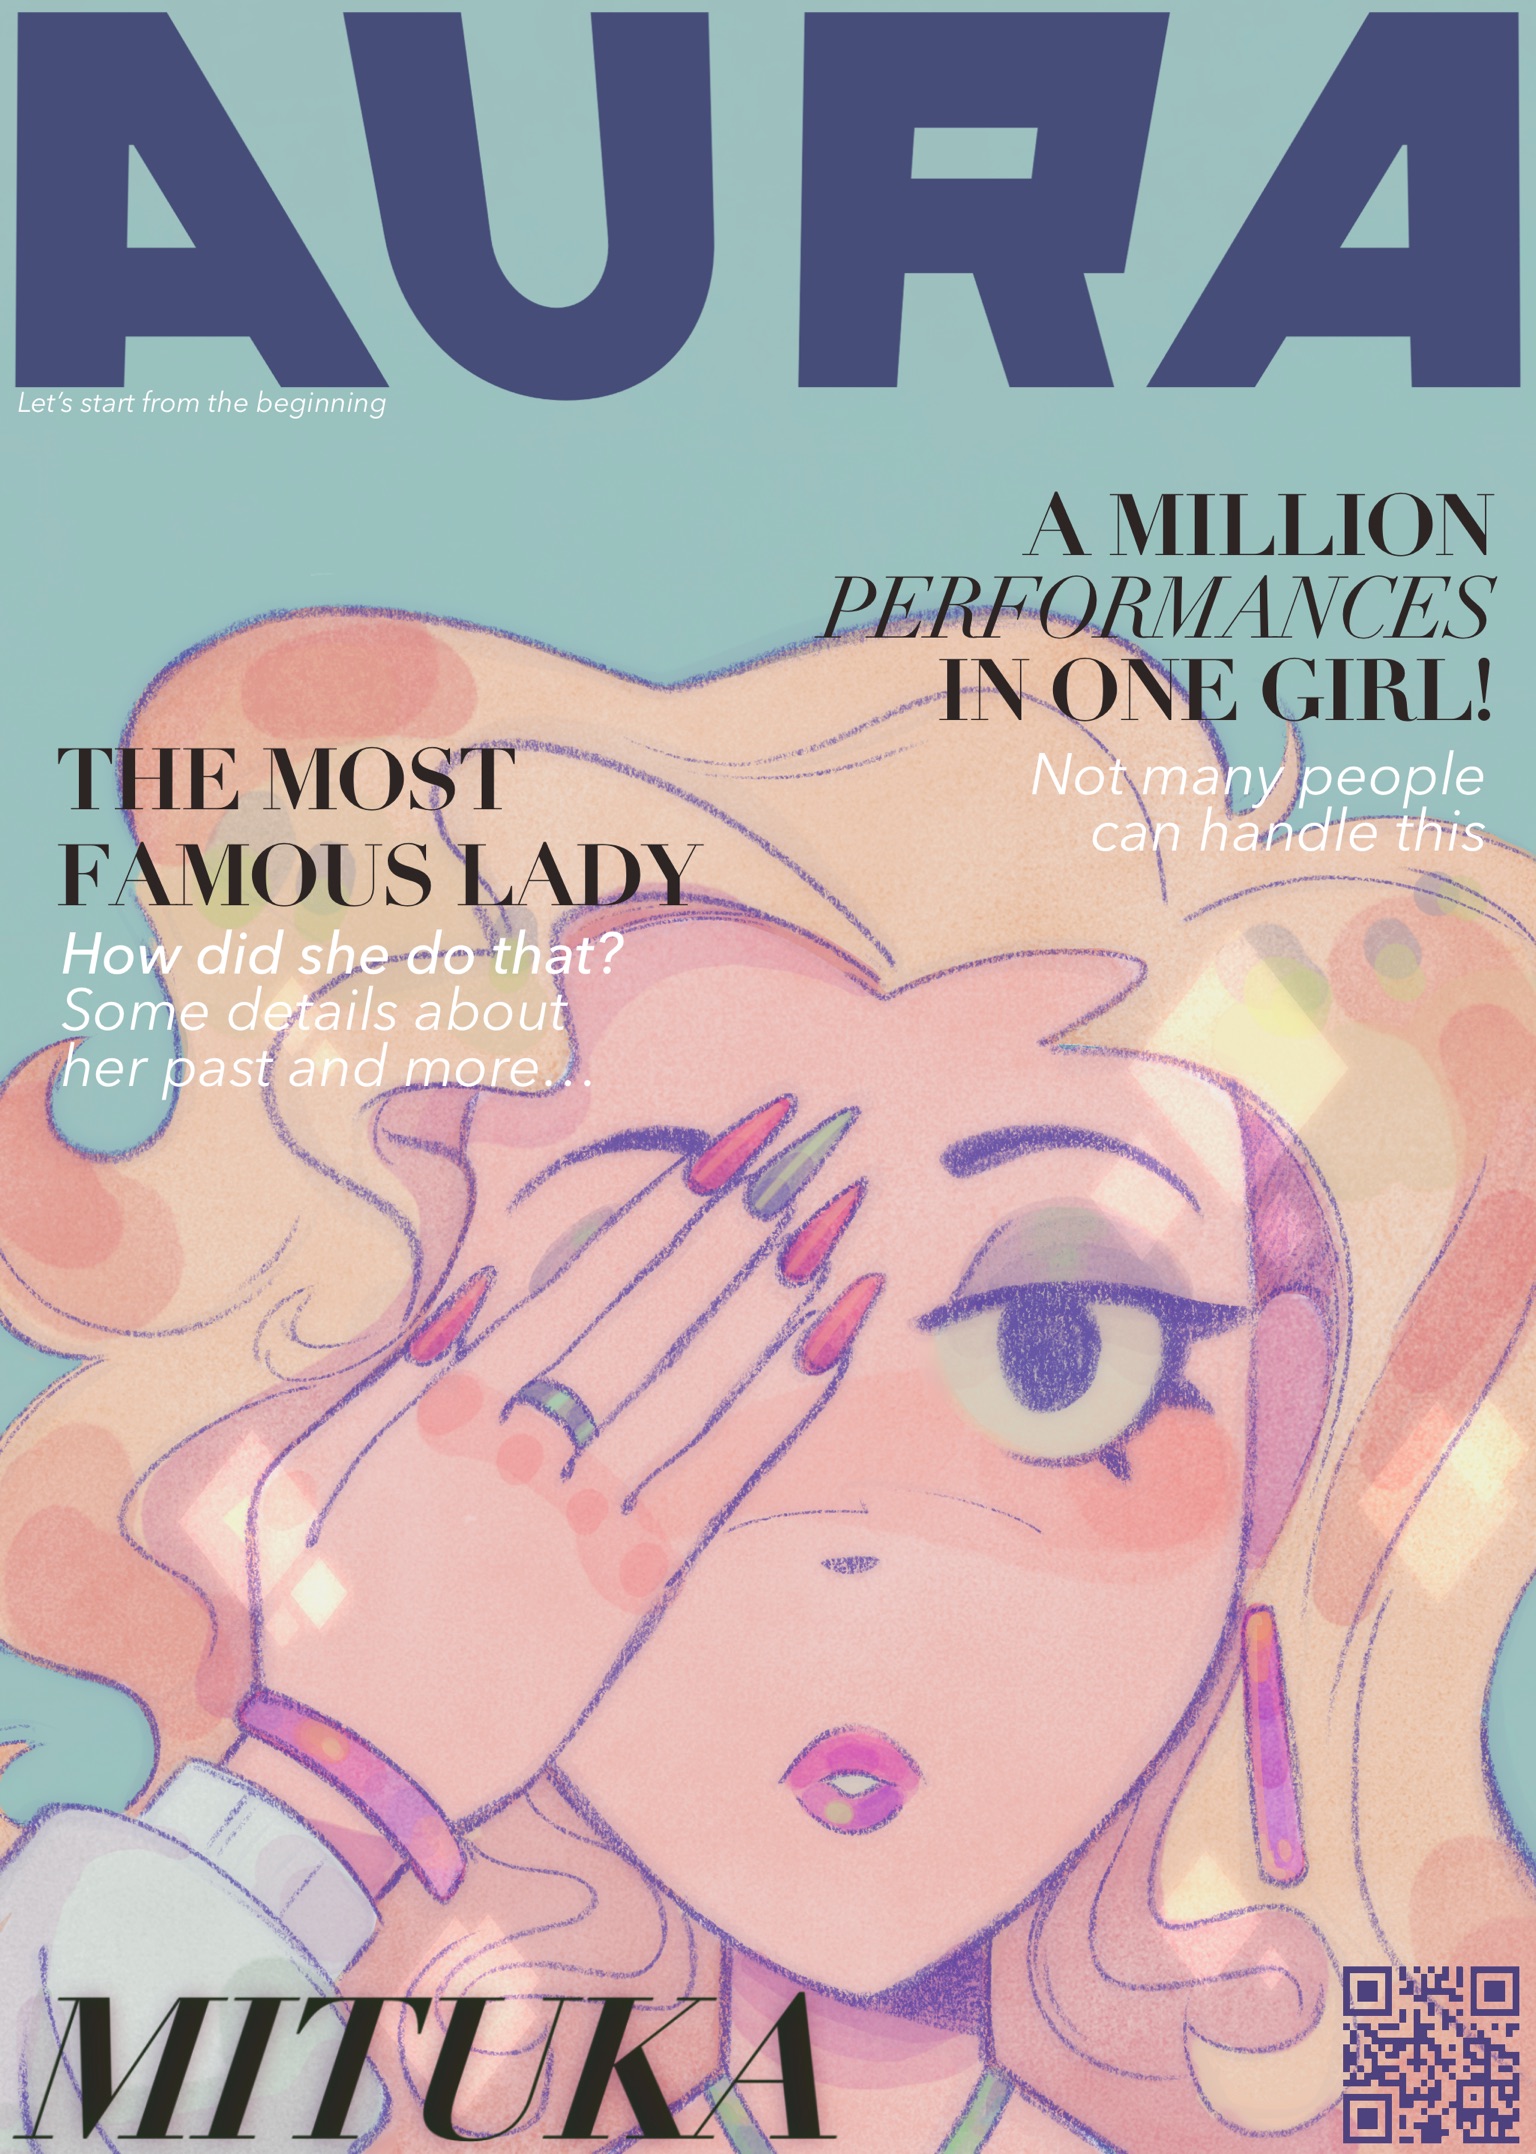 AURA
Let's start from the beginning
A MILLION
PERFORMANCES
IN ONE GIRL!
Not many people
can handle this
THE MOST
FAMOUS LADY
How did she do that?
Some details about
her past and more...
MITUKA